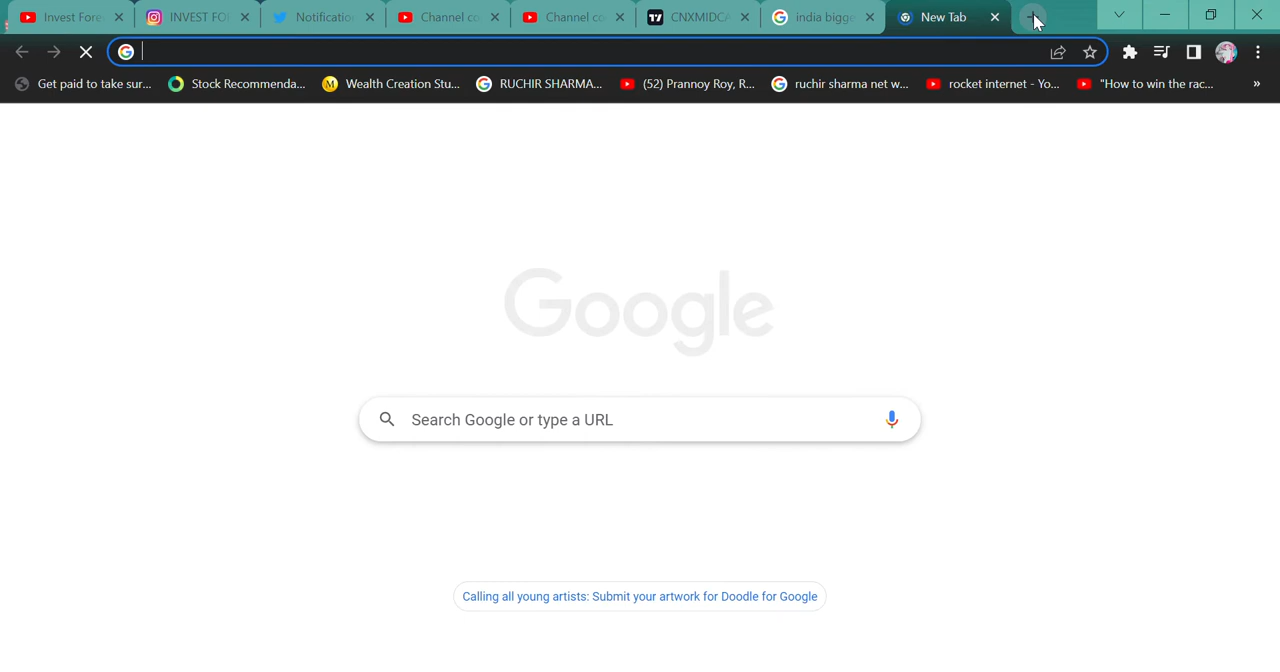 Invest Fore
INVEST FO
Notificatio
Channel co
Channel co
CNXMIDCA
india bigge
New Tab
Get paid to take sur...
Stock Recommenda...
Wealth Creation Stu...
RUCHIR SHARMA...
(52) Prannoy Roy, R...
ruchir sharma net w...
rocket internet - Yo...
"How to win the rac...
»
Google
Search Google or type a URL
Calling all young artists: Submit your artwork for Doodle for Google